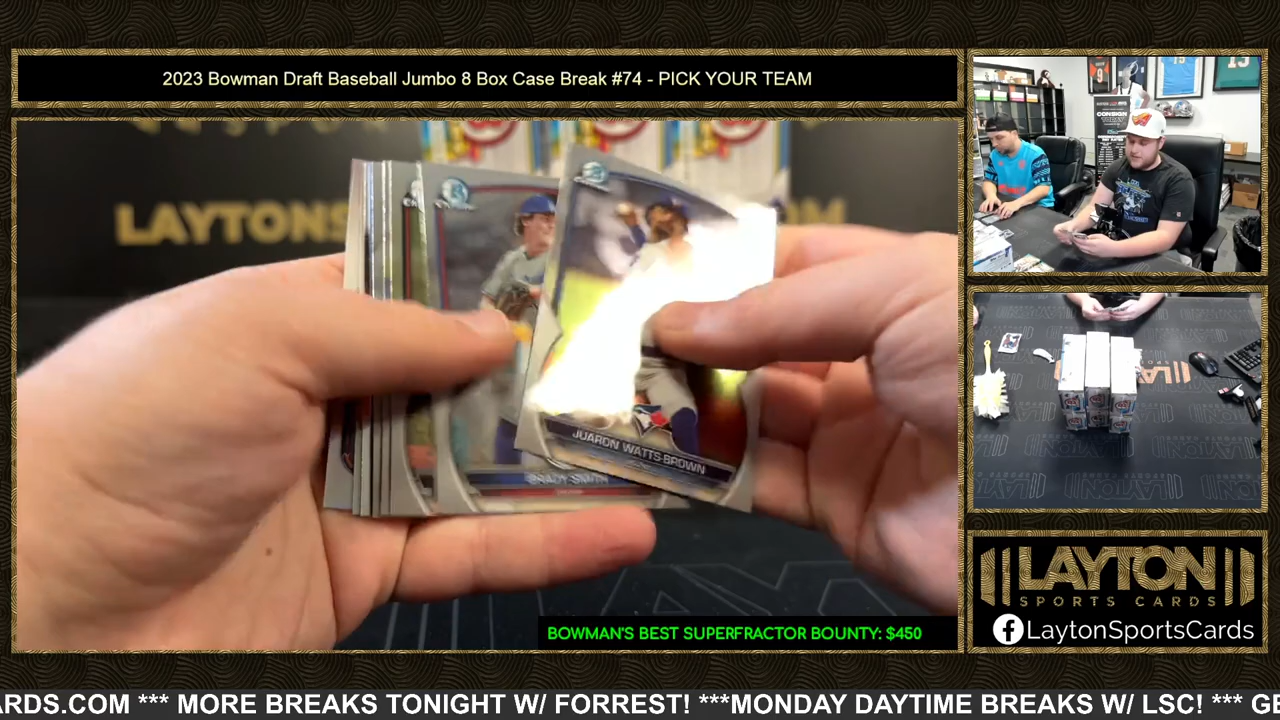 2023 Bowman Draft Baseball Jumbo 8 Box Case Break #74 - PICK YOUR TEAM
LAYTONS
OM
BRADY SMITH
JUARON WATTS-BROWN
CONSIGN
BOWMAN'S BEST SUPERFRACTOR BOUNTY: $450
LAYTON
SPORTS CARDS
LaytonSportsCards
ARDS.COM *** MORE BREAKS TONIGHT W/ FORREST! ***MONDAY DAYTIME BREAKS W/ LSC! *** GE